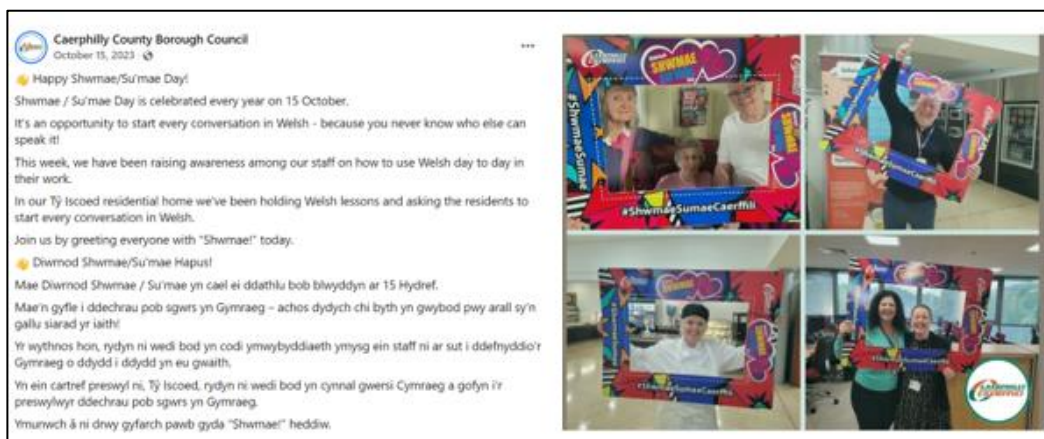 Caerphilly County Borough Council
October 15, 2023
👋 Happy Shwmae/Su'mae Day!
Shwmae / Su'mae Day is celebrated every year on 15 October.
It's an opportunity to start every conversation in Welsh - because you never know who else can
speak it!
This week, we have been raising awareness among our staff on how to use Welsh day to day in
their work.
In our Tŷ Iscoed residential home we've been holding Welsh lessons and asking the residents to
start every conversation in Welsh.
Join us by greeting everyone with "Shwmae!" today.
👋 Diwrnod Shwmae/Su'mae Hapus!
Mae Diwrnod Shwmae / Su'mae yn cael ei ddathlu bob blwyddyn ar 15 Hydref.
Mae'n gyfle i ddechrau pob sgwrs yn Gymraeg – achos dydych chi byth yn gwybod pwy arall sy'n
gallu siarad yr iaith!
Yr wythnos hon, rydyn ni wedi bod yn codi ymwybyddiaeth ymysg ein staff ni ar sut i ddefnyddio'r
Gymraeg o ddydd i ddydd yn eu gwaith.
Yn ein cartref preswyl ni, Tŷ Iscoed, rydyn ni wedi bod yn cynnal gwersi Cymraeg a gofyn i'r
preswylwyr ddechrau pob sgwrs yn Gymraeg.
Ymunwch â ni drwy gyfarch pawb gyda "Shwmae!" heddiw.
SHWMAE
#ShwmaeSumae
SHWMAE
#ShwmaeSumaeCaerffili
#ShwmaeSumaeCaerffili
SHWMAE
#ShwmaeSumaeCaerffili
#ShwmaeSumaeCaerffili
CAERPHILLY
CAERFFILI